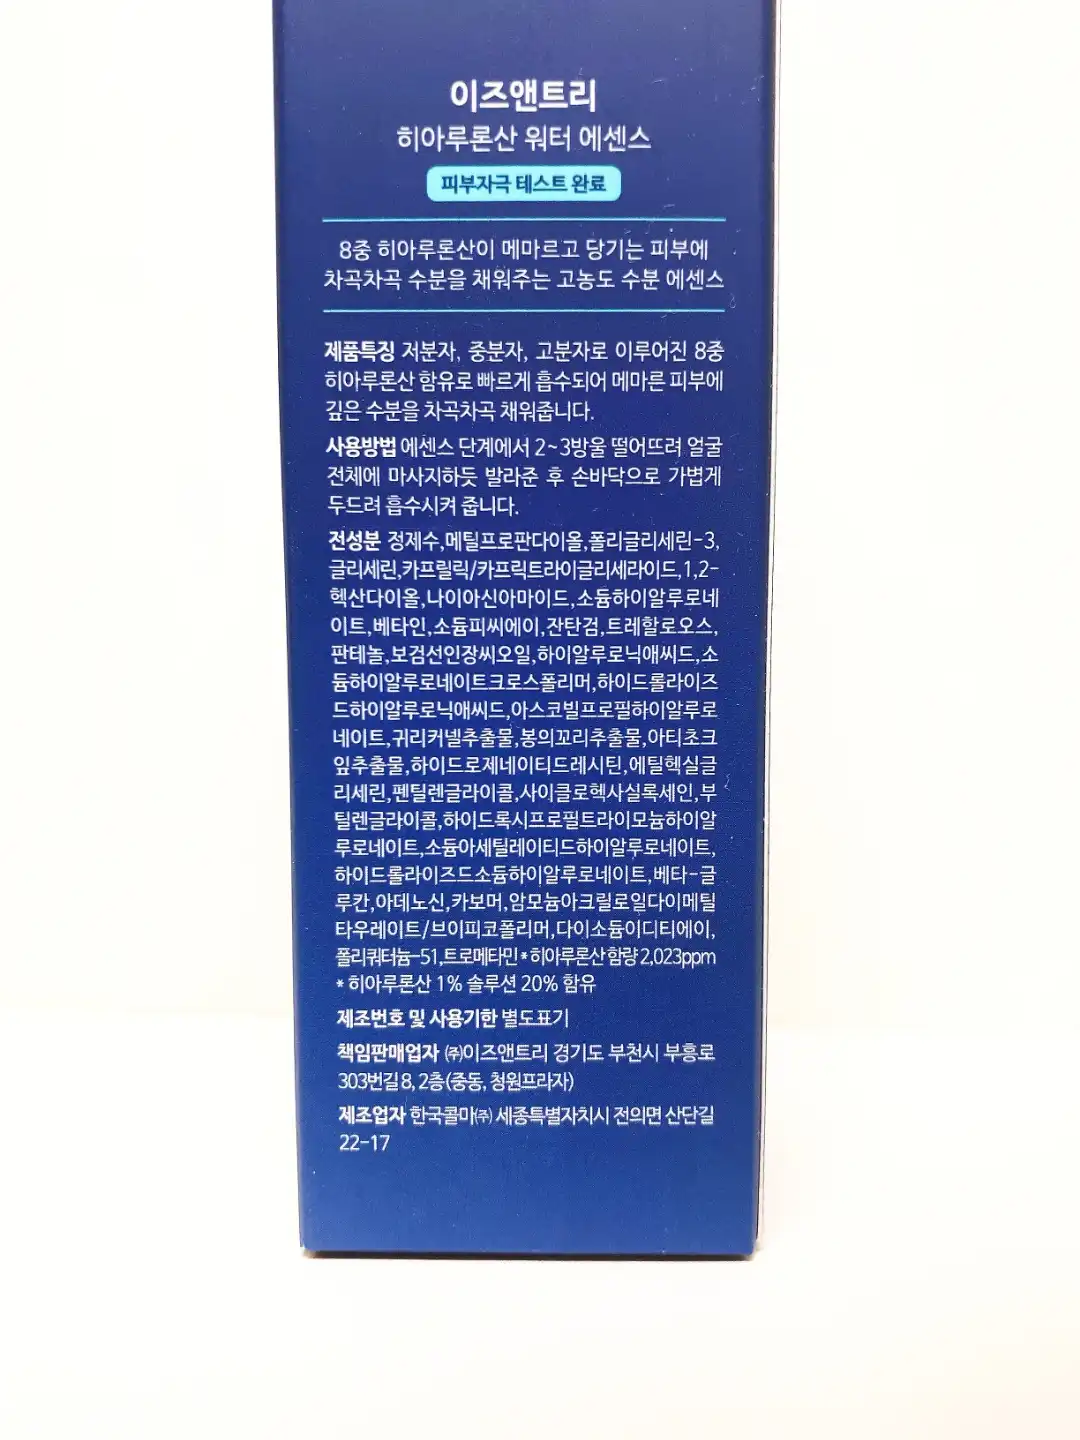 이즈앤트리
히아루론산 워터 에센스
피부자극 테스트 완료
8중 히아루론산이 메마르고 당기는 피부에
차곡차곡 수분을 채워주는 고농도 수분 에센스
제품특징 저분자, 중분자, 고분자로 이루어진 8중
히아루론산 함유로 빠르게 흡수되어 메마른 피부에
깊은 수분을 차곡차곡 채워줍니다.
사용방법 에센스 단계에서 2~3방울 떨어뜨려 얼굴
전체에 마사지하듯 발라준 후 손바닥으로 가볍게
두드려 흡수시켜 줍니다.
전성분 정제수,메틸프로판다이올,폴리글리세린-3,
글리세린,카프릴릭/카프릭트라이글리세라이드,1,2-
헥산다이올,나이아신아마이드,소듐하이알루로네
이트,베타인,소듐피씨에이,잔탄검,트레할로오스,
판테놀,보검선인장씨오일,하이알루로닉애씨드,소
듐하이알루로네이트크로스폴리머,하이드롤라이즈
드하이알루로닉애씨드,아스코빌프로필하이알루로
네이트,귀리커넬추출물,봉의꼬리추출물,아티초크
잎추출물,하이드로제네이티드레시틴,에틸헥실글
리세린,펜틸렌글라이콜,사이클로헥사실록세인,부
틸렌글라이콜,하이드록시프로필트라이모늄하이알
루로네이트,소듐아세틸레이티드하이알루로네이트,
하이드롤라이즈드소듐하이알루로네이트,베타-글
루칸,아데노신,카보머,암모늄아크릴로일다이메틸
타우레이트/브이피코폴리머,다이소듐이디티에이,
폴리쿼터늄-51,트로메타민 * 히아루론산 함량 2,023ppm
* 히아루론산 1% 솔루션 20% 함유
제조번호 및 사용기한 별도표기
책임판매업자 ㈜이즈앤트리 경기도 부천시 부흥로
303번길 8, 2층(중동, 청원프라자)
제조업자 한국콜마㈜ 세종특별자치시 전의면 산단길
22-17